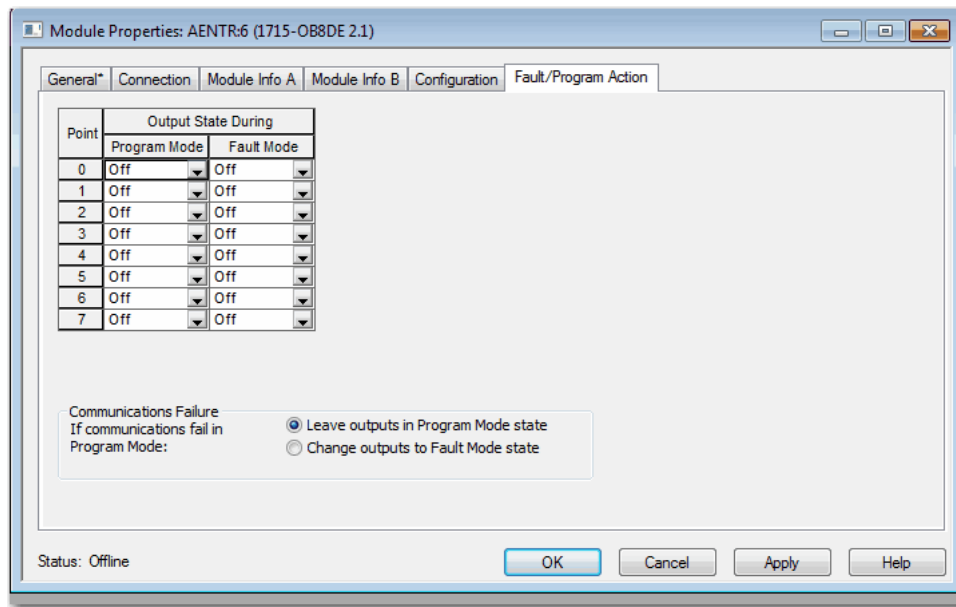 Module Properties: AENTR:6 (1715-OB8DE 2.1)
General* Connection Module Info A Module Info B Configuration Fault/Program Action
Point Output State During
Program Mode Fault Mode
0 Off Off
1 Off Off
2 Off Off
3 Off Off
4 Off Off
5 Off Off
6 Off Off
7 Off Off
Communications Failure
If communications fail in
Program Mode:
Leave outputs in Program Mode state
Change outputs to Fault Mode state
Status: Offline
OK Cancel Apply Help